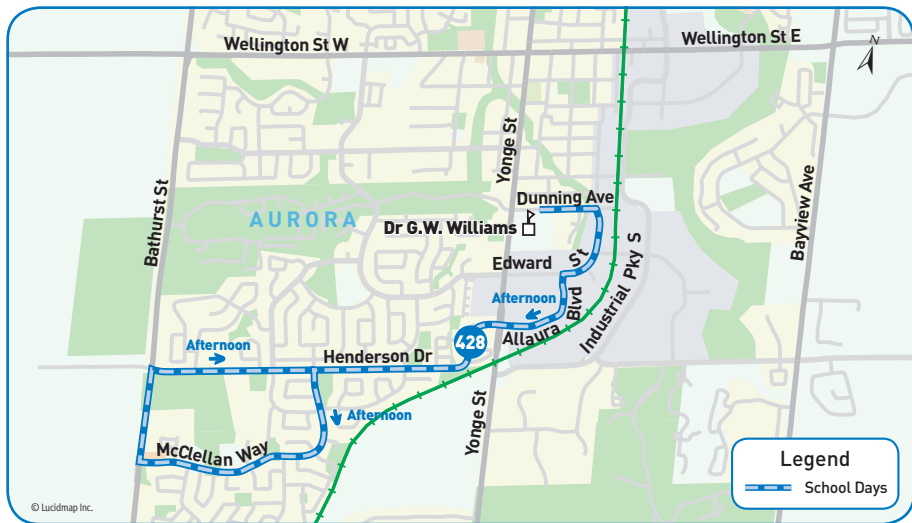 Wellington St W
Wellington St E
N
Yonge St
Bathurst St
Bayview Ave
Dunning Ave
AURORA
Dr G.W. Williams
Edward St
Industrial Pky S
Afternoon
Allaura Blvd
428
Afternoon
Henderson Dr
Afternoon
Yonge St
McClellan Way
Legend
School Days
© Lucidmap Inc.